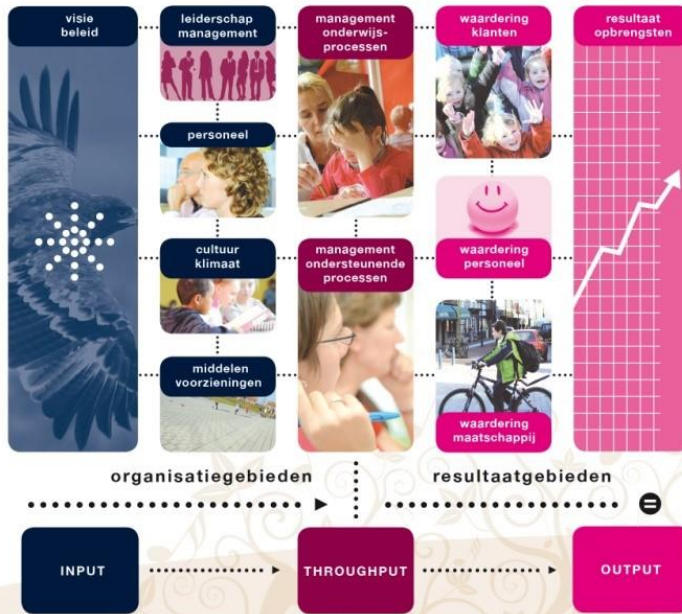 visie
beleid
leiderschap
management
management
onderwijs-
processen
waardering
klanten
resultaat
opbrengsten
personeel
cultuur
klimaat
management
ondersteunende
processen
waardering
personeel
middelen
voorzieningen
waardering
maatschappij
organisatiegebieden
resultaatgebieden
=
INPUT
THROUGHPUT
OUTPUT